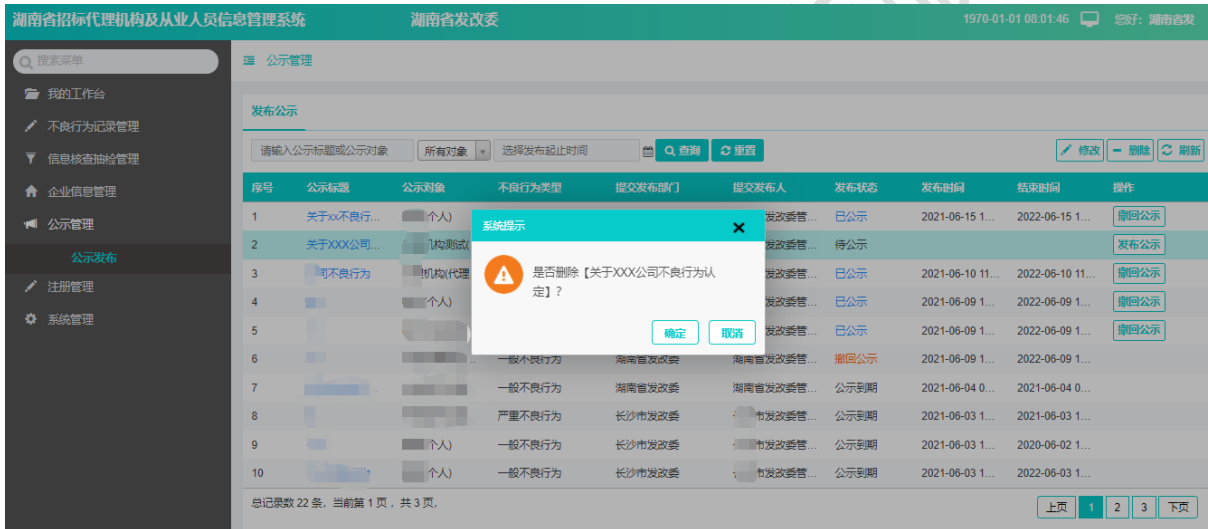 湖南省招标代理机构及从业人员信息管理系统 湖南省发改委 1970-01-01 08:01:46 您好: 湖南省发
搜索菜单
我的工作台
不良行为记录管理
信息核查抽检管理
企业信息管理
公示管理
公示发布
注册管理
系统管理
公示管理
发布公示
请输入公示标题或公示对象 所有对象 选择发布起止时间 查询 重置 修改 删除 刷新
序号 公示标题 公示对象 不良行为类型 提交发布部门 提交发布人 发布状态 发布时间 结束时间 操作
1 关于xx不良行... 个人) 发改委管... 已公示 2021-06-15 1... 2022-06-15 1... 撤回公示
2 关于XXX公司... 构测试( 发改委管... 待公示 发布公示
3 司不良行为 机构(代理 发改委管... 已公示 2021-06-10 11... 2022-06-10 11... 撤回公示
4 个人) 发改委管... 已公示 2021-06-09 1... 2022-06-09 1... 撤回公示
5 发改委管... 已公示 2021-06-09 1... 2022-06-09 1... 撤回公示
6 一般不良行为 湖南省发改委 湖南省发改委管... 撤回公示 2021-06-09 1... 2022-06-09 1...
7 一般不良行为 湖南省发改委 湖南省发改委管... 公示到期 2021-06-04 0... 2021-06-04 0...
8 严重不良行为 长沙市发改委 市发改委管... 公示到期 2021-06-03 1... 2021-06-03 1...
9 个人) 一般不良行为 长沙市发改委 市发改委管... 公示到期 2021-06-03 1... 2020-06-02 1...
10 个人) 一般不良行为 长沙市发改委 市发改委管... 公示到期 2021-06-03 1... 2022-06-03 1...
总记录数 22 条, 当前第 1 页, 共 3 页, 上页 1 2 3 下页
系统提示
是否删除【关于XXX公司不良行为认
定】?
确定 取消